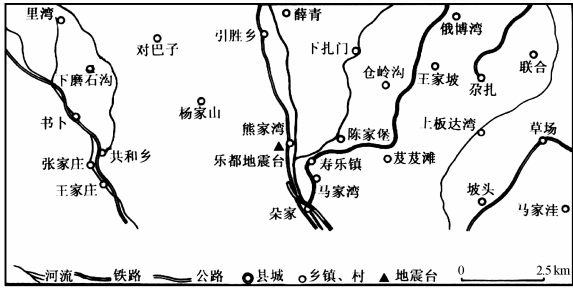 里湾
薛青
俄博湾
引胜乡
对巴子
下扎门
联合
下磨石沟
仓岭沟
王家坡
尕扎
杨家山
书卜
熊家湾
陈家堡
上板达湾
草场
张家庄
共和乡
乐都地震台
寿乐镇
芨芨滩
王家庄
马家湾
坡头
朵家
马家洼
河流 铁路 公路 县城 乡镇、村 地震台
0 2.5km